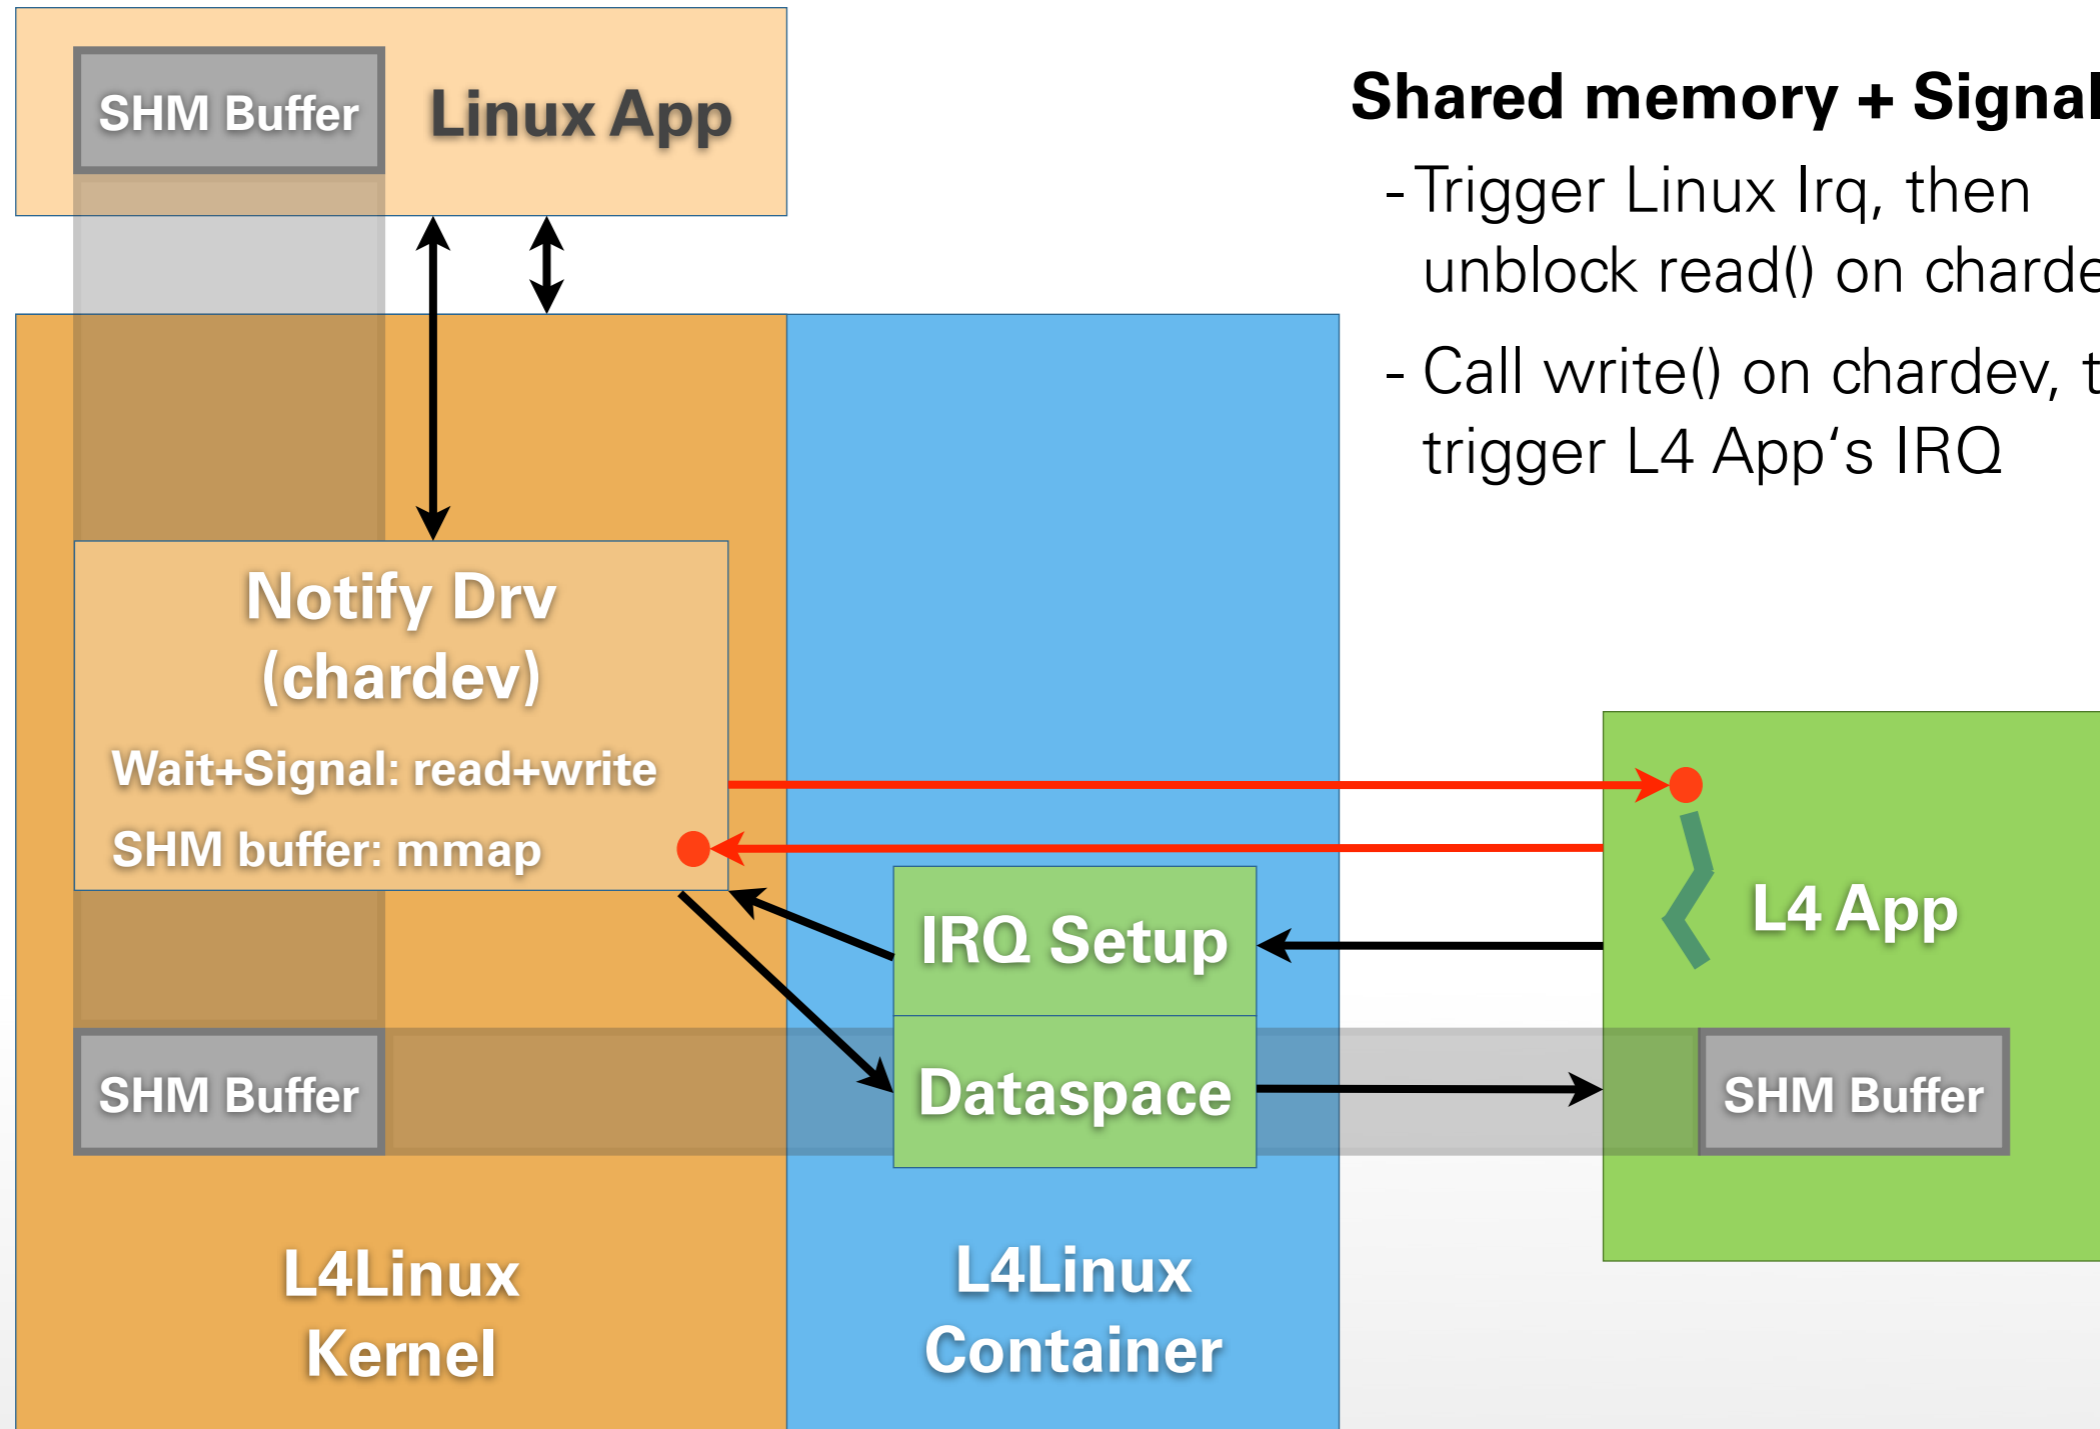 SHM Buffer
Linux App
Shared memory + Signal
- Trigger Linux Irq, then
unblock read() on
- Call write() on chardev,
trigger L4 App‘s IRQ
Notify Drv
(chardev)
Wait+Signal: read+write
SHM buffer: mmap
IRQ Setup
L4 App
SHM Buffer
Dataspace
SHM Buffer
L4Linux
Kernel
L4Linux
Container